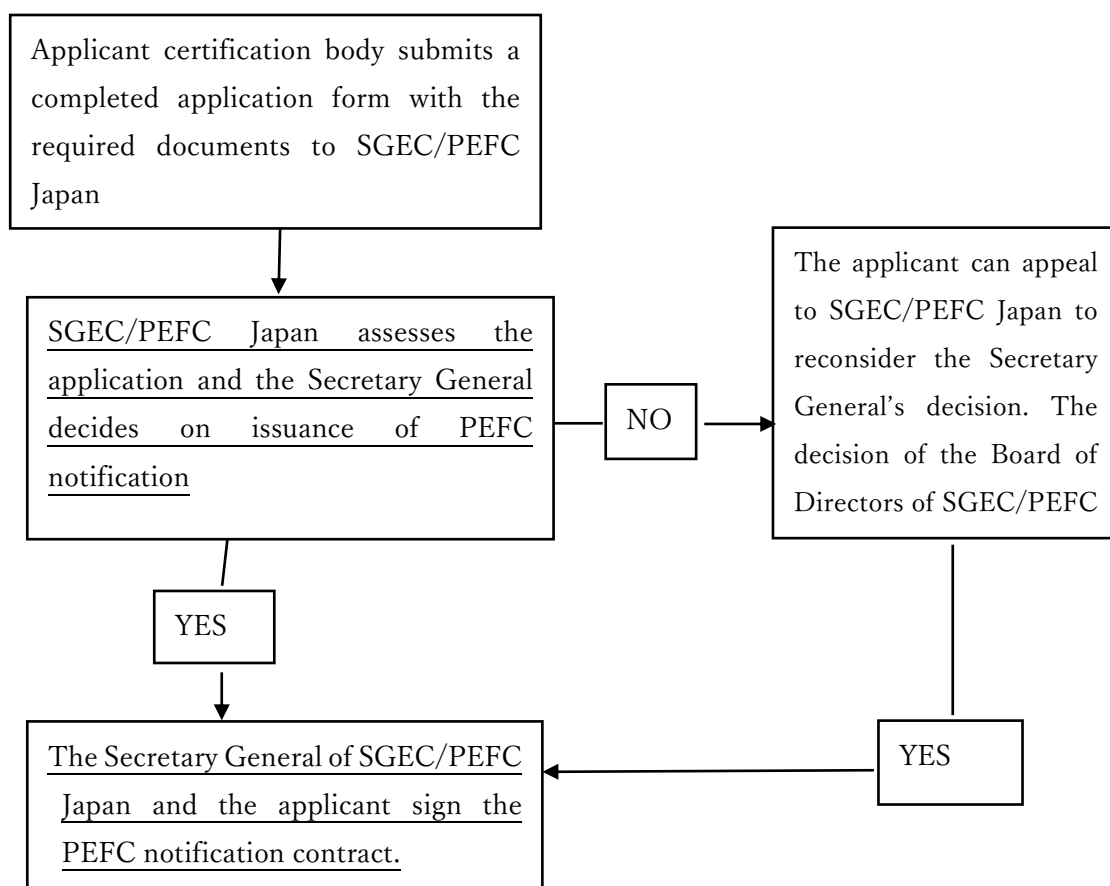 Applicant certification body submits a
completed application form with the
required documents to SGEC/PEFC
Japan
SGEC/PEFC Japan assesses the
application and the Secretary General
decides on issuance of PEFC
notification
NO
The applicant can appeal
to SGEC/PEFC Japan to
reconsider the Secretary
General’s decision. The
decision of the Board of
Directors of SGEC/PEFC
YES
YES
The Secretary General of SGEC/PEFC
Japan and the applicant sign the
PEFC notification contract.